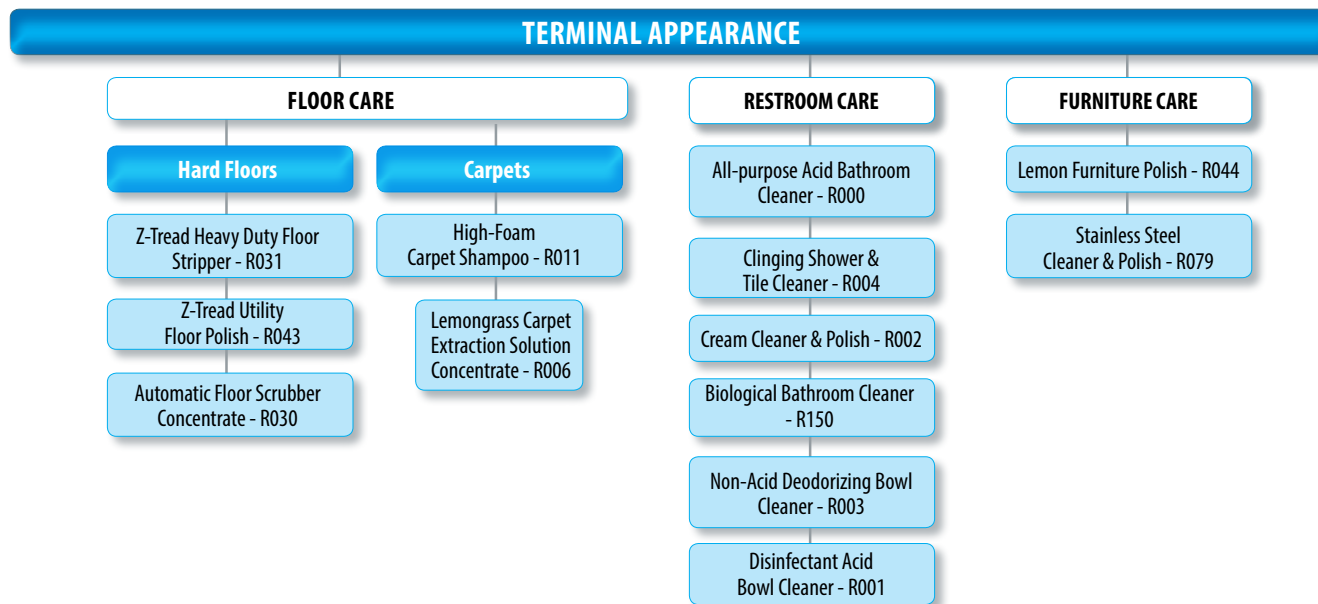 TERMINAL APPEARANCE
FLOOR CARE
Hard Floors
Z-Tread Heavy Duty Floor
Stripper - R031
Z-Tread Utility
Floor Polish - R043
Automatic Floor Scrubber
Concentrate - R030
Carpets
High-Foam
Carpet Shampoo - R011
Lemongrass Carpet
Extraction Solution
Concentrate - R006
RESTROOM CARE
All-purpose Acid Bathroom
Cleaner - R000
Clinging Shower &
Tile Cleaner - R004
Cream Cleaner & Polish - R002
Biological Bathroom Cleaner
- R150
Non-Acid Deodorizing Bowl
Cleaner - R003
Disinfectant Acid
Bowl Cleaner - R001
FURNITURE CARE
Lemon Furniture Polish - R044
Stainless Steel
Cleaner & Polish - R079